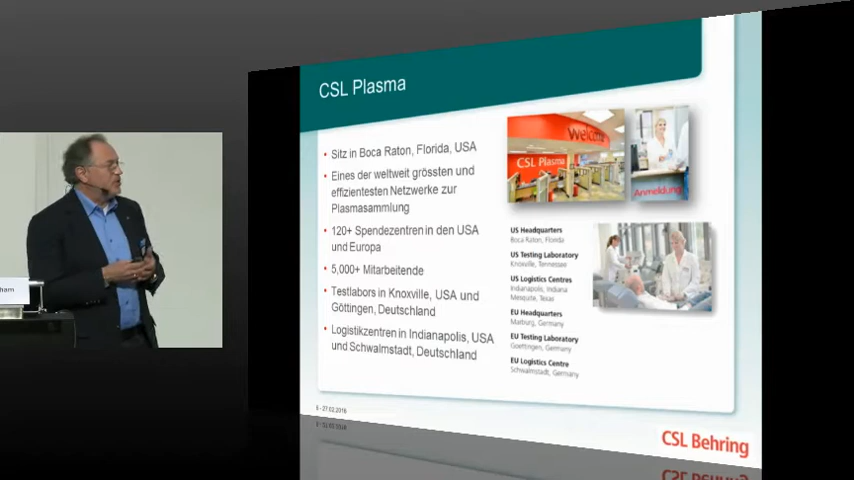 CSL Plasma
• Sitz in Boca Raton, Florida, USA
• Eines der weltweit grössten und
effizientesten Netzwerke zur
Plasmasammlung
• 120+ Spendezentren in den USA
und Europa
• 5,000+ Mitarbeitende
• Testlabors in Knoxville, USA und
Göttingen, Deutschland
• Logistikzentren in Indianapolis, USA
und Schwalmstadt, Deutschland
Welcome
CSL Plasma
Anmeldung
US Headquarters
Boca Raton, Florida
US Testing Laboratory
Knoxville, Tennessee
US Logistics Centres
Indianapolis, Indiana
Mesquite, Texas
EU Headquarters
Marburg, Germany
EU Testing Laboratory
Goettingen, Germany
EU Logistics Centre
Schwalmstadt, Germany
CSL Behring